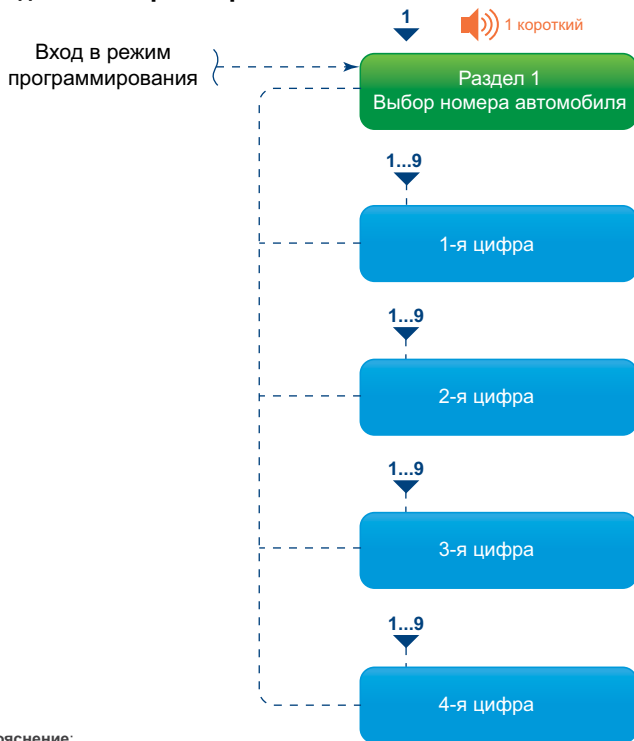 1
1 короткий
Вход в режим
программирования
Раздел 1
Выбор номера автомобиля
1...9
1-я цифра
1...9
2-я цифра
1...9
3-я цифра
1...9
4-я цифра